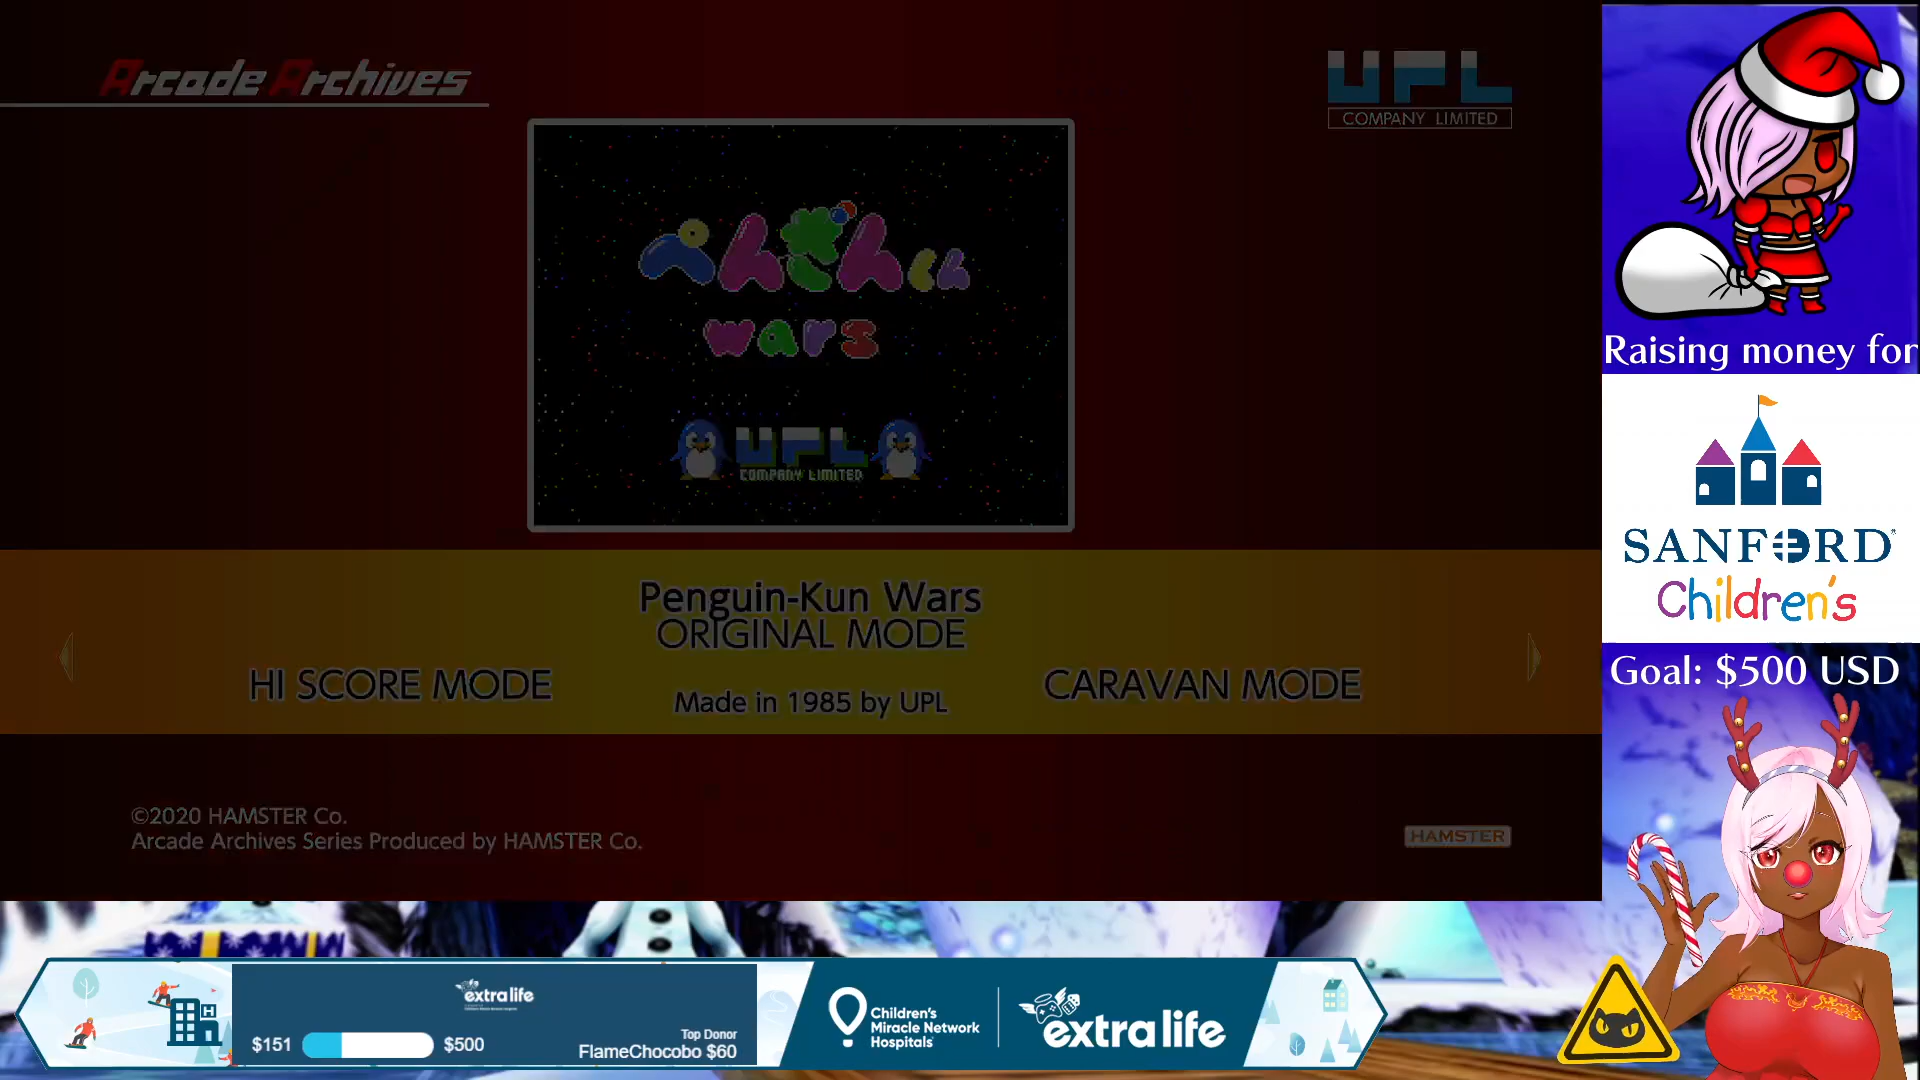 Arcade Archives
UPL
COMPANY LIMITED
ぺんぎんくん
wars
UPL
COMPANY LIMITED
Penguin-Kun Wars
ORIGINAL MODE
HI SCORE MODE
CARAVAN MODE
Made in 1985 by UPL
©2020 HAMSTER Co.
Arcade Archives Series Produced by HAMSTER Co.
HAMSTER
Raising money for
SANFORD®
Children's
Goal: $500 USD
H
extra life
$151
$500
Top Donor
FlameChocobo $60
Children's
Miracle Network
Hospitals
extra life
H